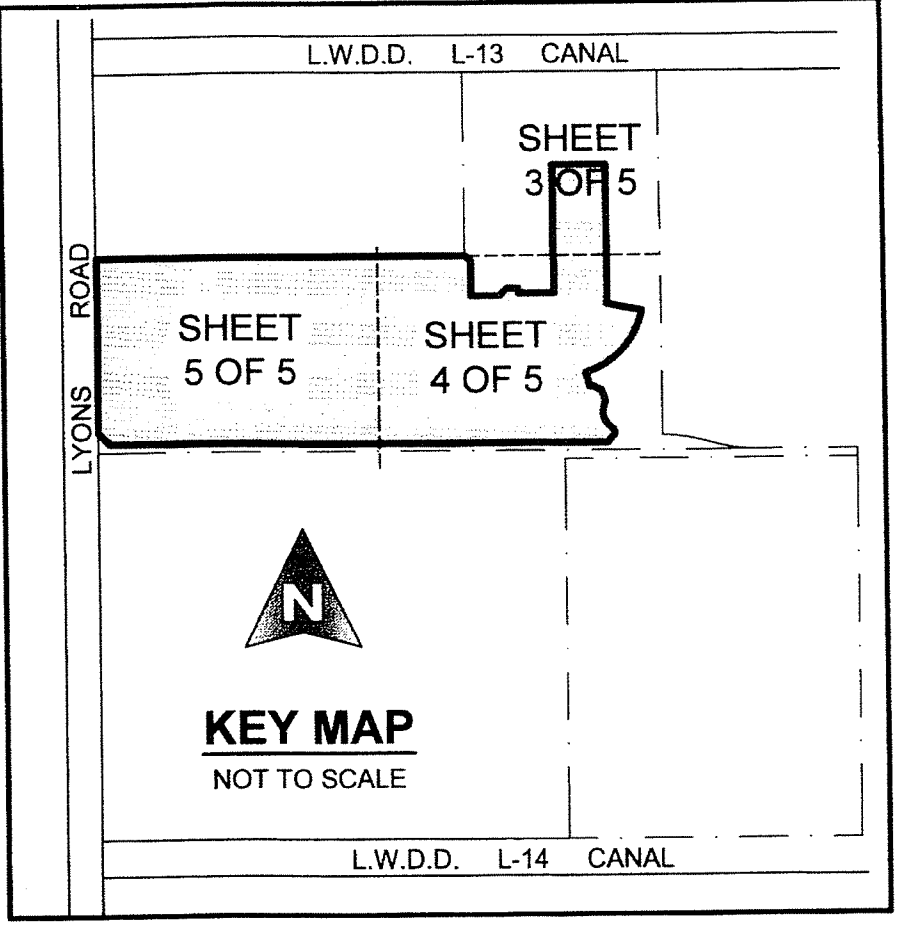 L.W.D.D. L-13 CANAL
SHEET
3 OF 5
LYONS ROAD
SHEET
5 OF 5
SHEET
4 OF 5
N
KEY MAP
NOT TO SCALE
L.W.D.D. L-14 CANAL